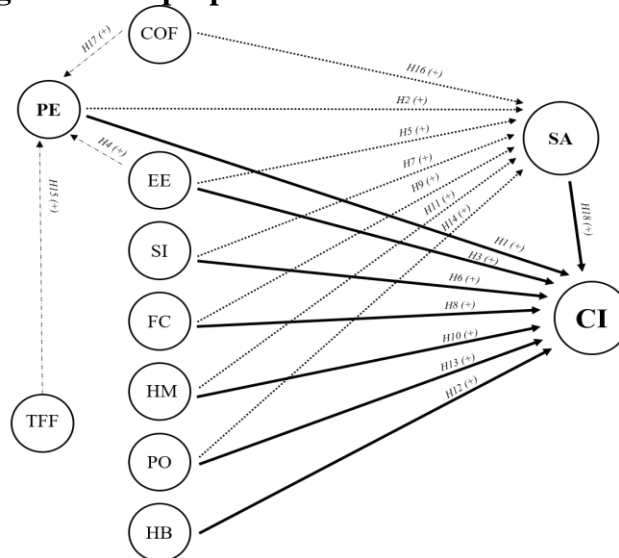 COF
H17 (+)
H16 (+)
PE
H2 (+)
SA
H4 (+)
H5 (+)
EE
H7 (+)
H9 (+)
H11 (+)
H14 (+)
H15 (+)
H18 (+)
SI
H1 (+)
H3 (+)
H6 (+)
FC
H8 (+)
CI
H10 (+)
HM
H13 (+)
H12 (+)
TFF
PO
HB